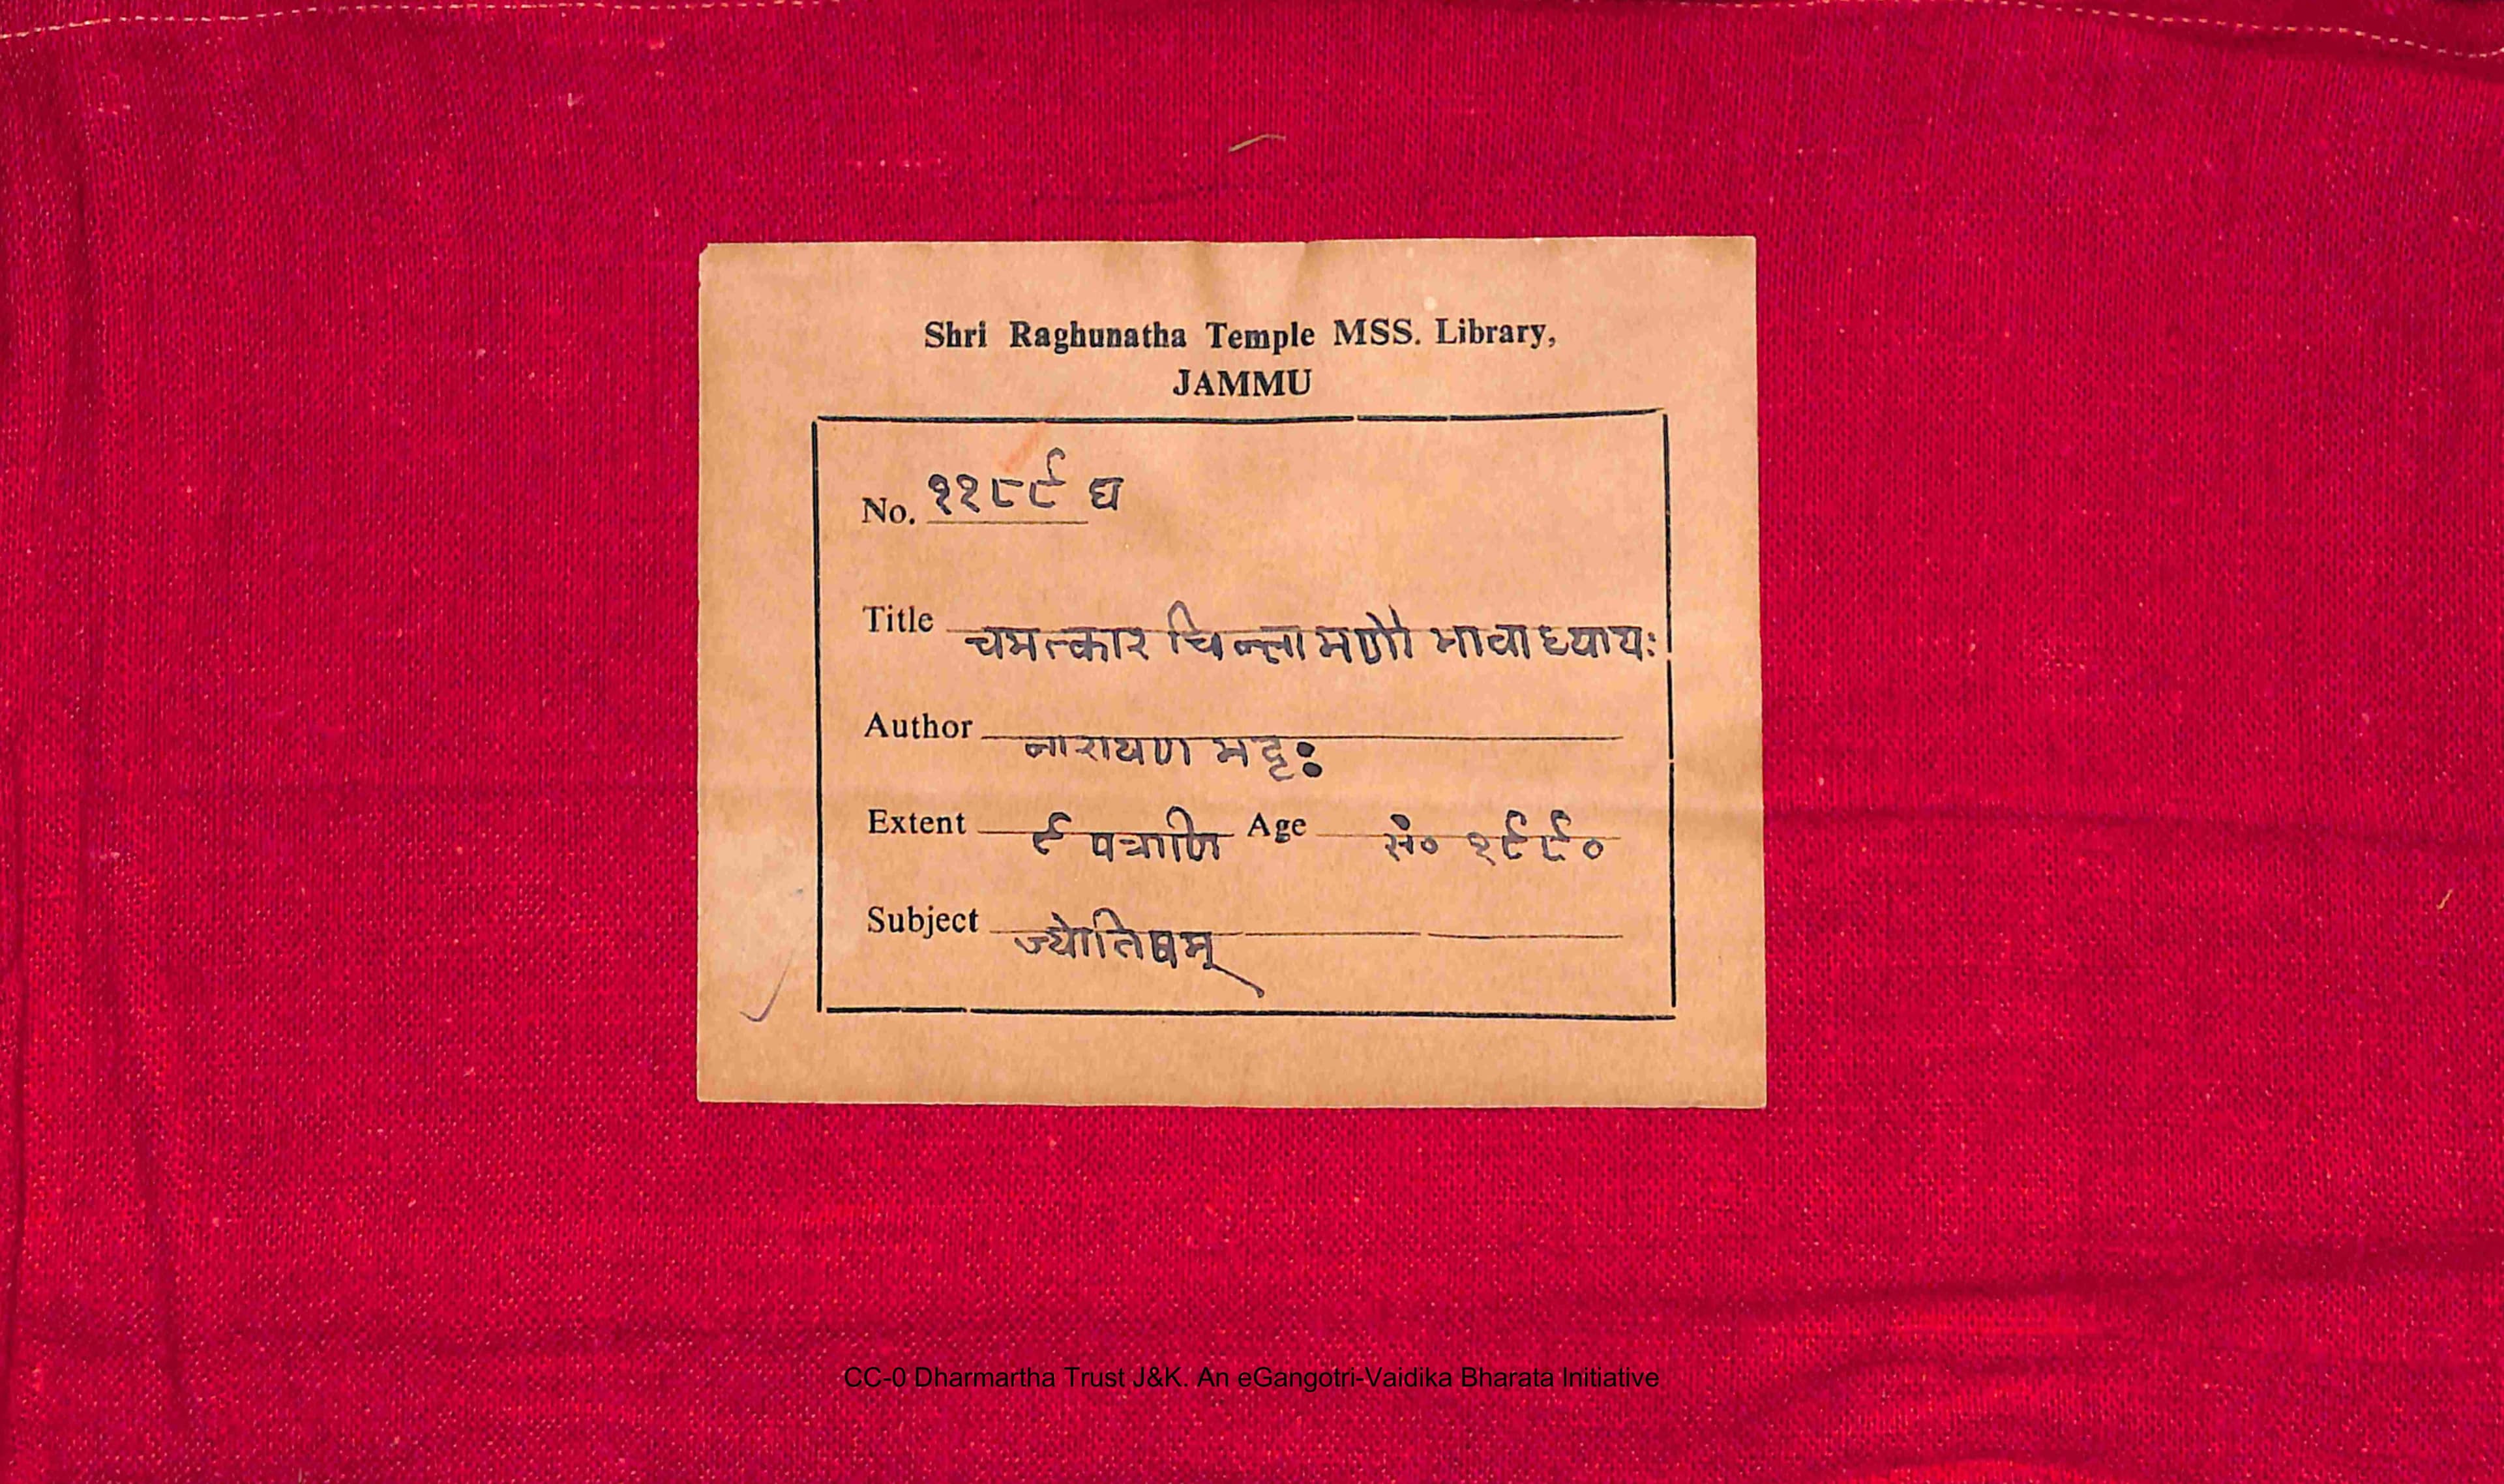 Shri Raghunatha Temple MSS. Library,
JAMMU
No. ११८९ घ
Title चमत्कार चिन्तामणौ भावाध्यायः
Author नारायण भट्टः
Extent ९ पत्राणि Age सं० १९९०
Subject ज्योतिषम्
CC-0 Dharmartha Trust J&K. An eGangotri-Vaidika Bharata Initiative